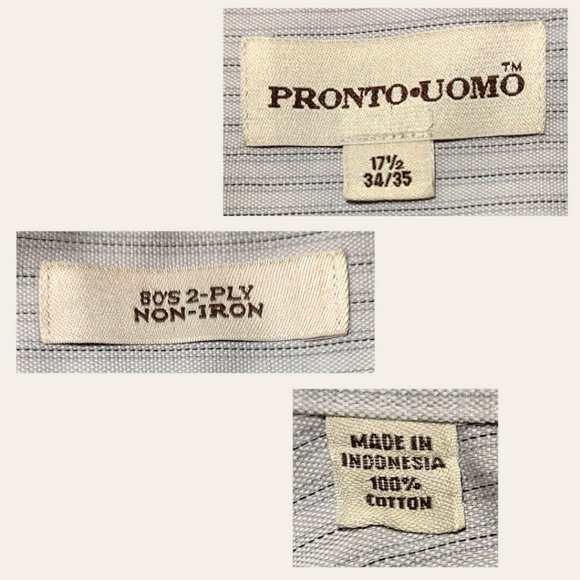 PRONTO•UOMO™
17½
34/35
80'S 2-PLY
NON-IRON
MADE IN
INDONESIA
100%
COTTON